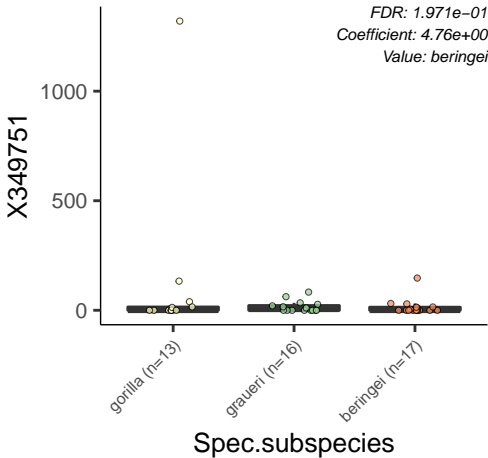 FDR: 1.971e−01
Coefficient: 4.76e+00
Value: beringei
X349751
1000
500
0
gorilla (n=13)
graueri (n=16)
beringei (n=17)
Spec.subspecies